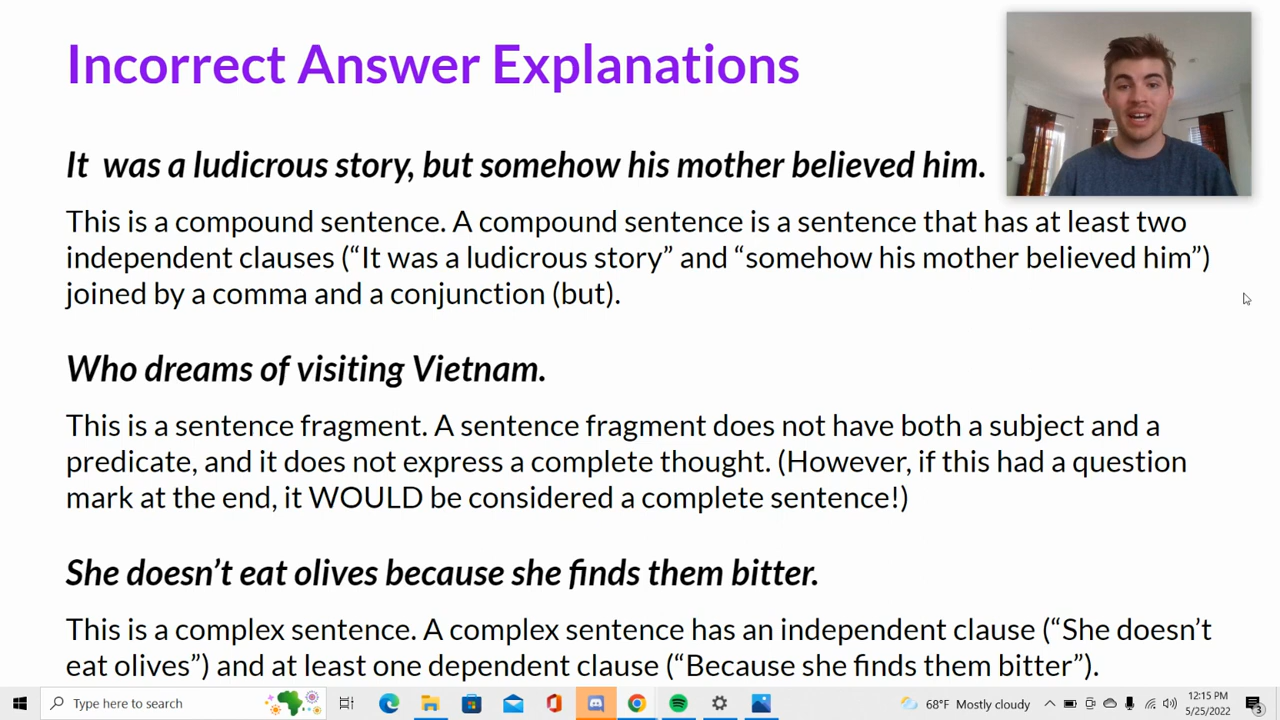 Incorrect Answer Explanations
It  was a ludicrous story, but somehow his mother believed him.
This is a compound sentence. A compound sentence is a sentence that has at least two
independent clauses (“It was a ludicrous story” and “somehow his mother believed him”)
joined by a comma and a conjunction (but).
Who dreams of visiting Vietnam.
This is a sentence fragment. A sentence fragment does not have both a subject and a
predicate, and it does not express a complete thought. (However, if this had a question
mark at the end, it WOULD be considered a complete sentence!)
She doesn’t eat olives because she finds them bitter.
This is a complex sentence. A complex sentence has an independent clause (“She doesn’t
eat olives”) and at least one dependent clause (“Because she finds them bitter”).
Type here to search
68°F Mostly cloudy
12:15 PM
5/25/2022
3